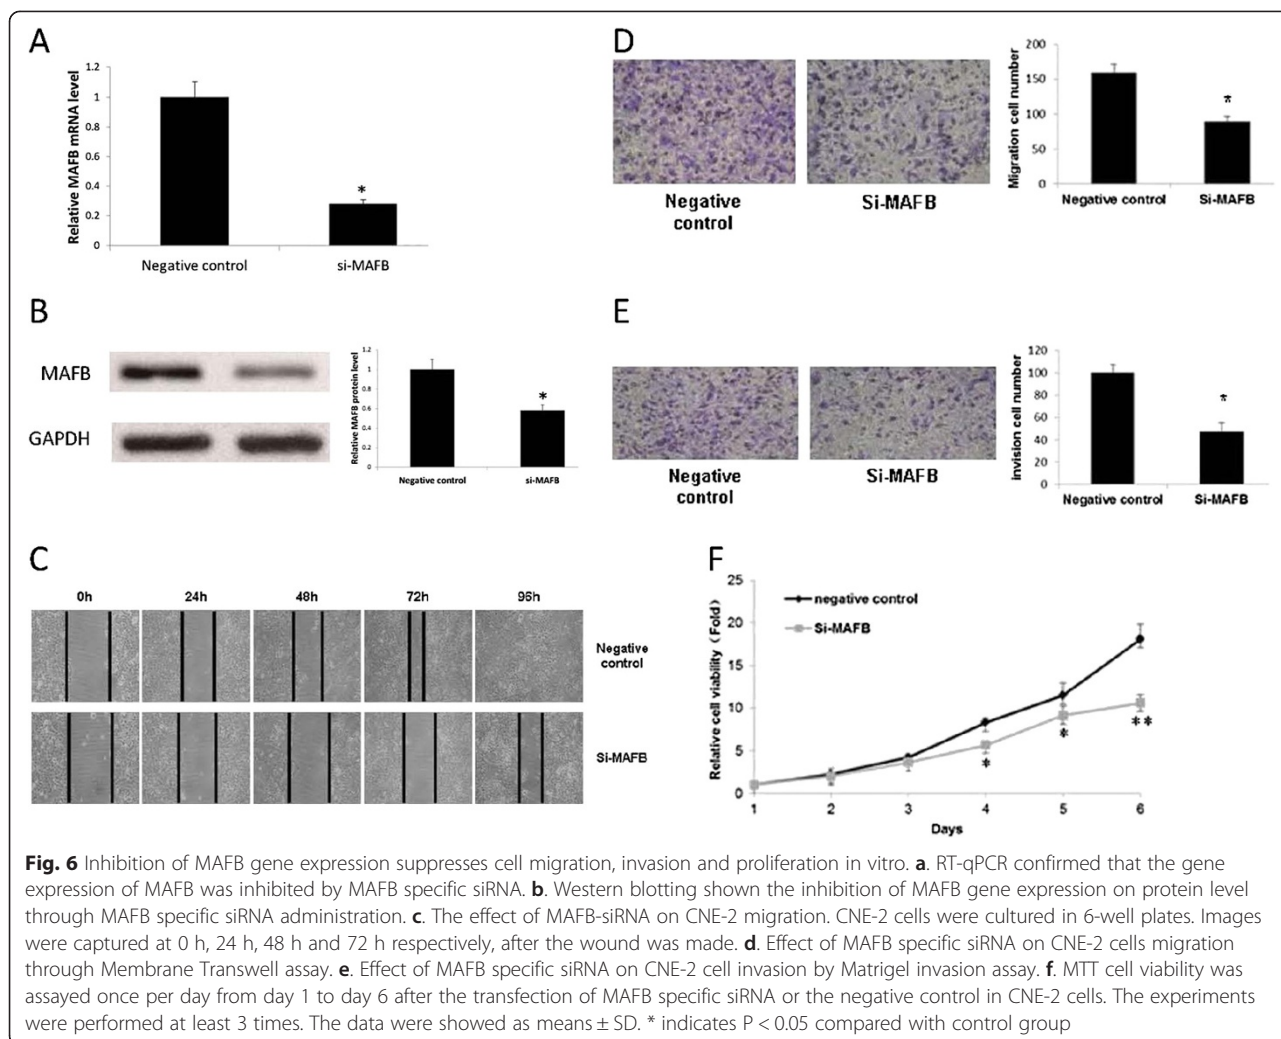 A
Relative MAFB mRNA level
1.2
1
0.8
0.6
0.4
0.2
0
*
Negative control
si-MAFB
B
MAFB
GAPDH
Relative MAFB protein level
1.2
1
0.8
0.6
0.4
0.2
0
*
Negative control
si-MAFB
C
0h
24h
48h
72h
96h
Negative
control
Si-MAFB
D
Negative
control
Si-MAFB
Migration cell number
200
150
100
50
0
*
Negative control
Si-MAFB
E
Negative
control
Si-MAFB
invision cell number
120
100
80
60
40
20
0
*
Negative control
Si-MAFB
F
Relative cell viability (Fold)
25
20
15
10
5
0
negative control
Si-MAFB
*
*
**
1
2
3
4
5
6
Days
Fig. 6 Inhibition of MAFB gene expression suppresses cell migration, invasion and proliferation in vitro. a. RT-qPCR confirmed that the gene
expression of MAFB was inhibited by MAFB specific siRNA. b. Western blotting shown the inhibition of MAFB gene expression on protein level
through MAFB specific siRNA administration. c. The effect of MAFB-siRNA on CNE-2 migration. CNE-2 cells were cultured in 6-well plates. Images
were captured at 0 h, 24 h, 48 h and 72 h respectively, after the wound was made. d. Effect of MAFB specific siRNA on CNE-2 cells migration
through Membrane Transwell assay. e. Effect of MAFB specific siRNA on CNE-2 cell invasion by Matrigel invasion assay. f. MTT cell viability was
assayed once per day from day 1 to day 6 after the transfection of MAFB specific siRNA or the negative control in CNE-2 cells. The experiments
were performed at least 3 times. The data were showed as means ± SD. * indicates P < 0.05 compared with control group